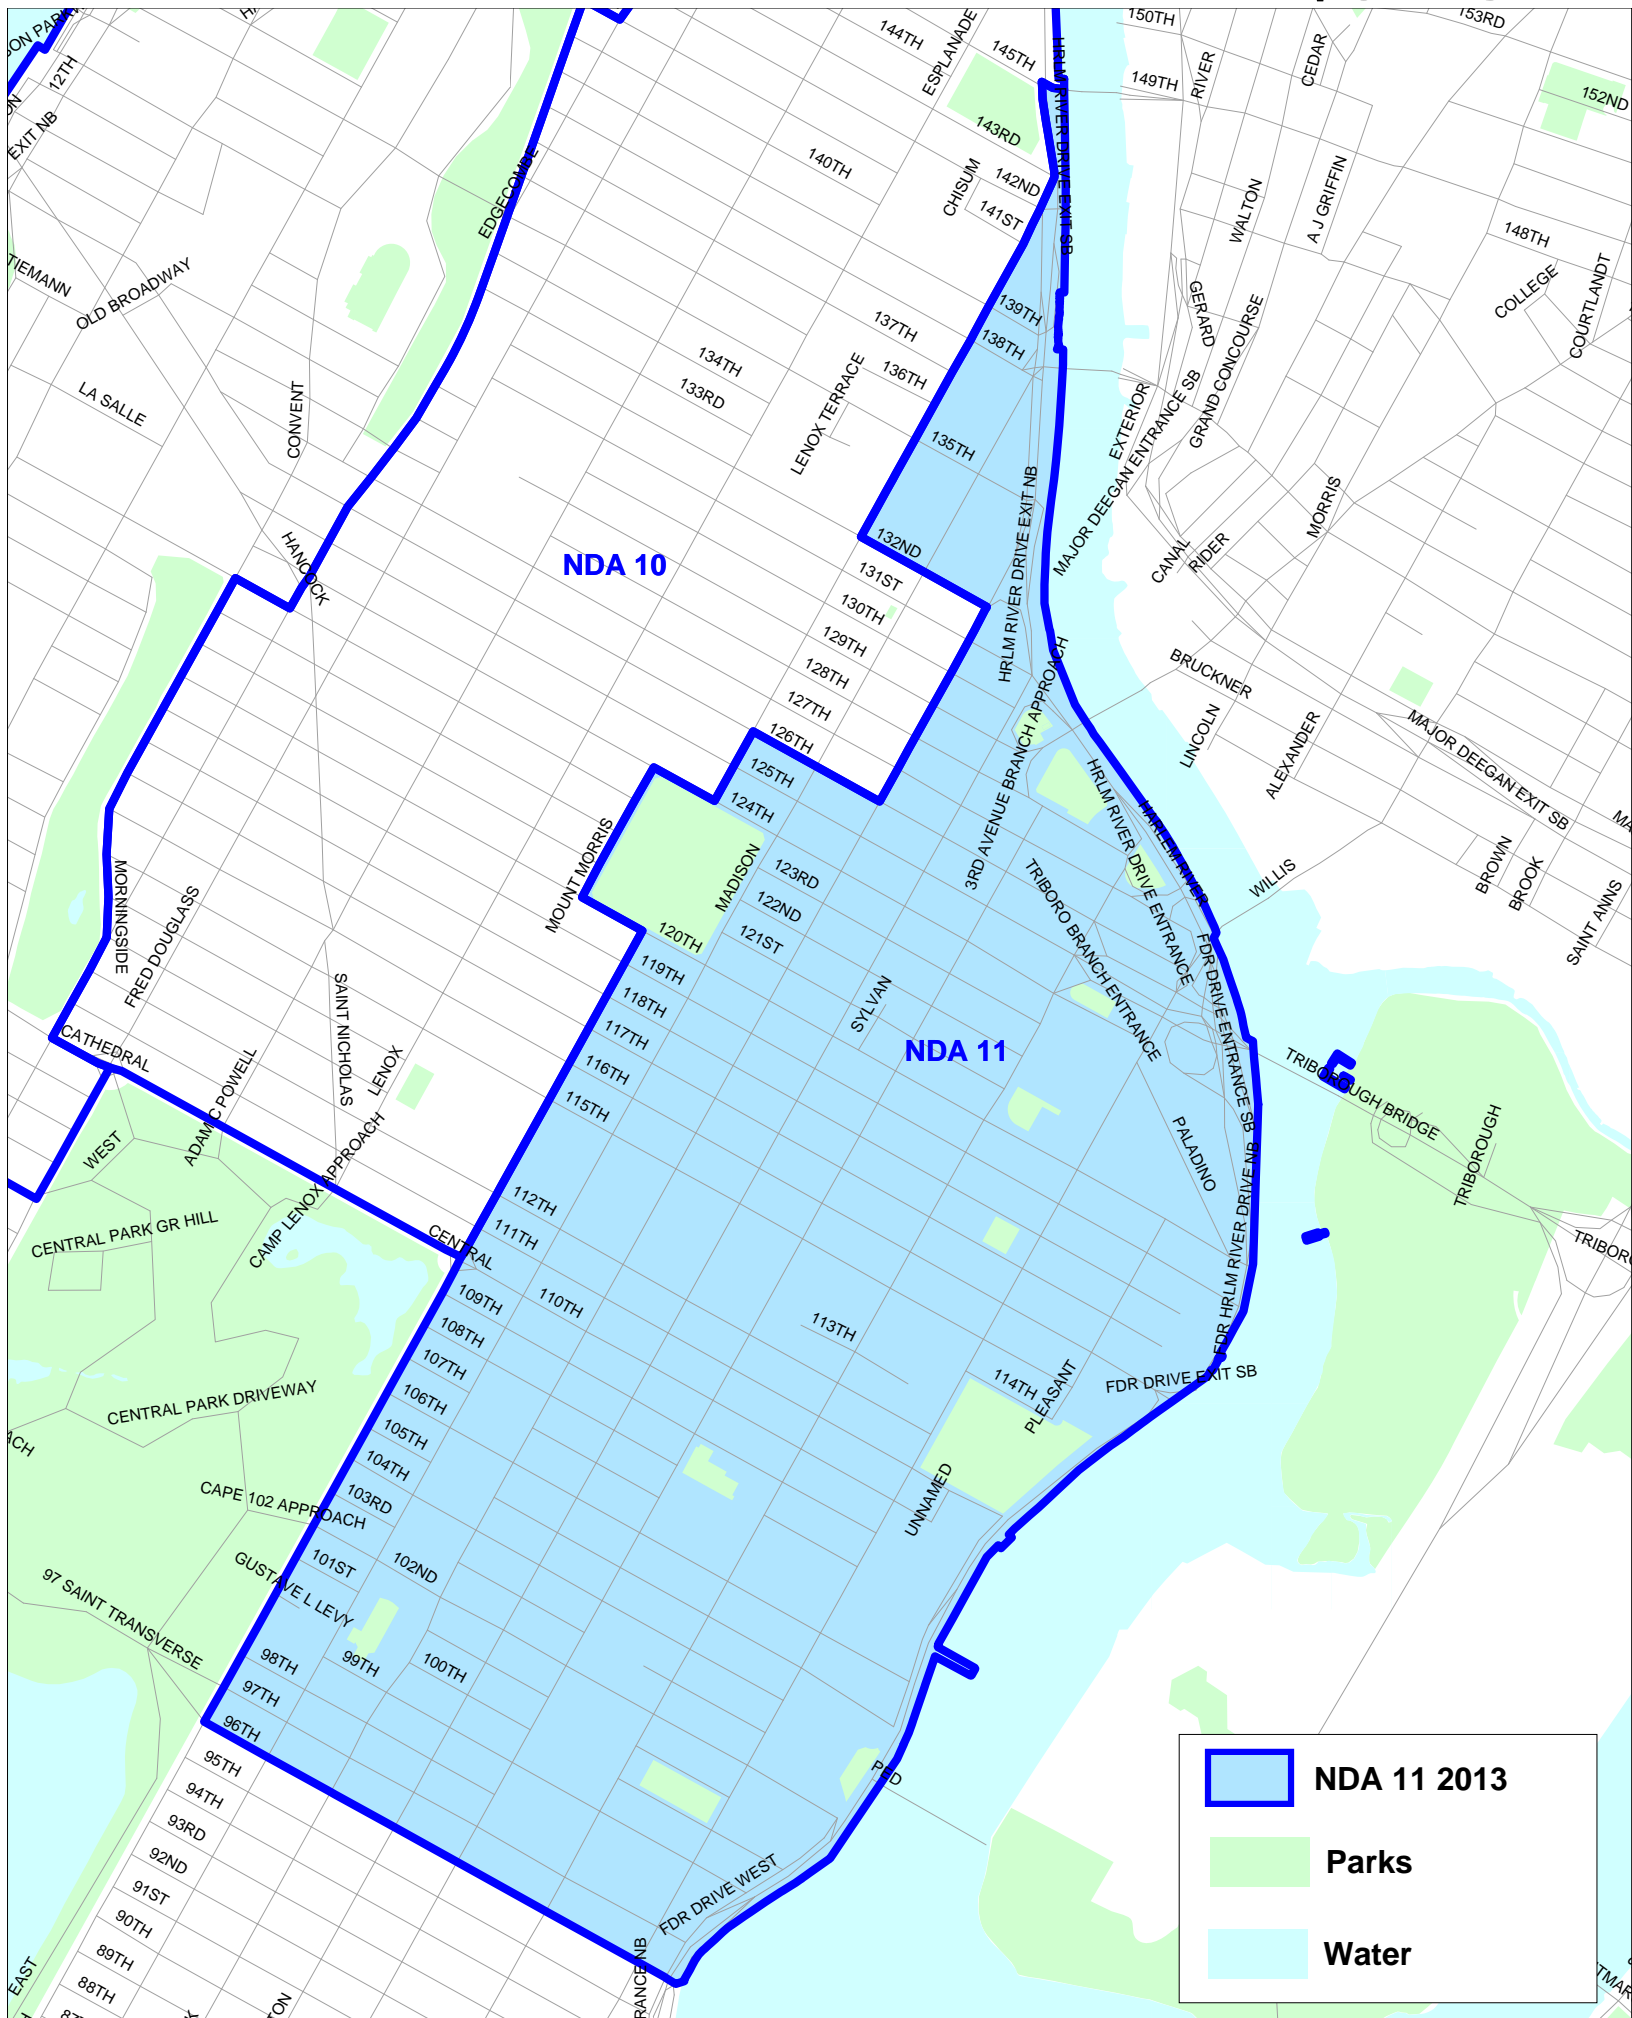 150TH
153RD
144TH
ESPLANADE
145TH
HRLM RIVER DRIVE EXIT SB
149TH
RIVER
CEDAR
152ND
12TH
EXIT NB
143RD
140TH
142ND
CHISUM
141ST
EDGECOMBE
WALTON
A J GRIFFIN
148TH
COLLEGE
COURTLANDT
TIEMANN
OLD BROADWAY
GERARD
GRAND CONCOURSE
139TH
138TH
137TH
136TH
134TH
133RD
LENOX TERRACE
135TH
LA SALLE
CONVENT
EXTERIOR
MAJOR DEEGAN ENTRANCE SB
HRLM RIVER DRIVE EXIT NB
MORRIS
CANAL
RIDER
HANCOCK
NDA 10
132ND
131ST
130TH
129TH
128TH
127TH
126TH
125TH
124TH
BRUCKNER
LINCOLN
ALEXANDER
MAJOR DEEGAN EXIT SB
3RD AVENUE BRANCH APPROACH
HRLM RIVER DRIVE ENTRANCE
HARLEM RIVER
TRIBORO BRANCH ENTRANCE
WILLIS
BROWN
BROOK
SAINT ANNS
MOUNT MORRIS
MADISON
123RD
122ND
121ST
120TH
119TH
118TH
117TH
116TH
115TH
MORNINGSIDE
FRED DOUGLASS
SAINT NICHOLAS
CATHEDRAL
ADAM C POWELL
LENOX
SYLVAN
NDA 11
FDR DRIVE ENTRANCE SB
TRIBOROUGH BRIDGE
TRIBOROUGH
PALADINO
WEST
CAMP LENOX APPROACH
CENTRAL PARK GR HILL
112TH
111TH
CENTRAL
109TH
110TH
108TH
107TH
106TH
105TH
104TH
103RD
113TH
114TH
PLEASANT
FDR HRLM RIVER DRIVE NB
FDR DRIVE EXIT SB
CENTRAL PARK DRIVEWAY
CAPE 102 APPROACH
UNNAMED
101ST
102ND
GUSTAVE L LEVY
97 SAINT TRANSVERSE
98TH
99TH
100TH
97TH
96TH
95TH
94TH
93RD
92ND
91ST
90TH
89TH
88TH
EAST
PED
FDR DRIVE WEST
NDA 11 2013
Parks
Water